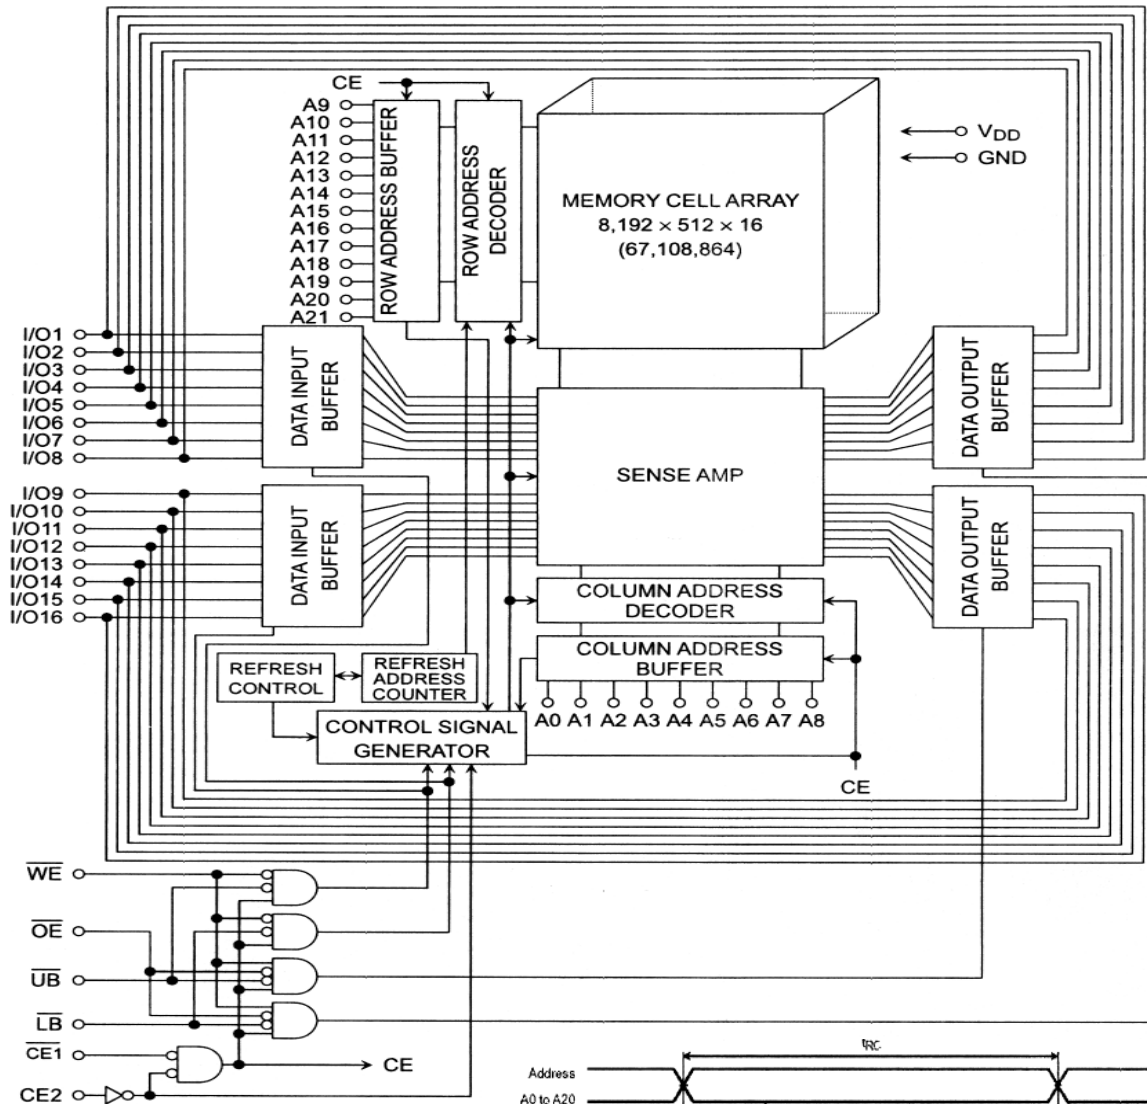 CE
A9
A10
A11
A12
A13
A14
A15
A16
A17
A18
A19
A20
A21
ROW ADDRESS BUFFER
ROW ADDRESS
DECODER
MEMORY CELL ARRAY
8,192 × 512 × 16
(67,108,864)
VDD
GND
I/O1
I/O2
I/O3
I/O4
I/O5
I/O6
I/O7
I/O8
DATA INPUT
BUFFER
SENSE AMP
DATA OUTPUT
BUFFER
I/O9
I/O10
I/O11
I/O12
I/O13
I/O14
I/O15
I/O16
DATA INPUT
BUFFER
DATA OUTPUT
BUFFER
COLUMN ADDRESS
DECODER
COLUMN ADDRESS
BUFFER
REFRESH
CONTROL
REFRESH
ADDRESS
COUNTER
A0 A1 A2 A3 A4 A5 A6 A7 A8
CONTROL SIGNAL
GENERATOR
CE
WE
OE
UB
LB
CE1
CE
CE2
tRC
Address
A0 to A20